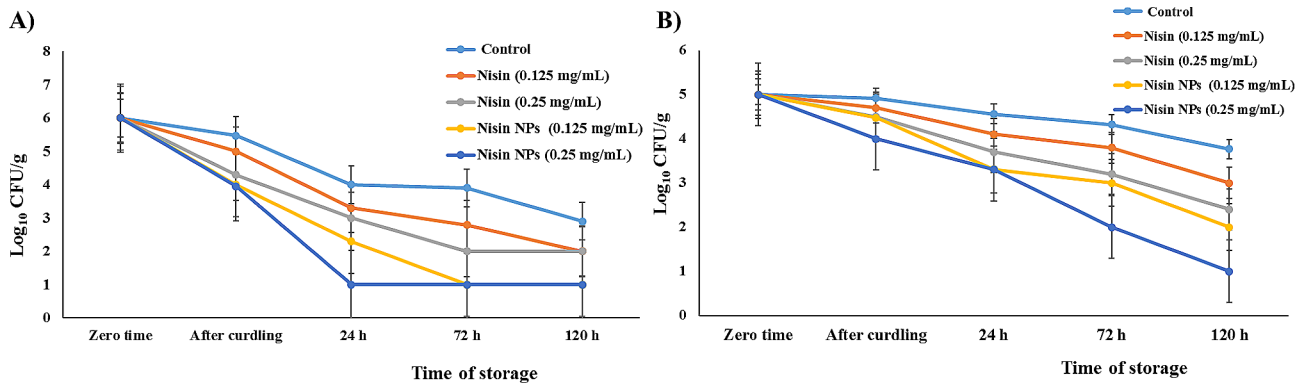 A)
Log10 CFU/g
8
7
6
5
4
3
2
1
0
Control
Nisin (0.125 mg/mL)
Nisin (0.25 mg/mL)
Nisin NPs (0.125 mg/mL)
Nisin NPs (0.25 mg/mL)
Zero time
After curdling
24 h
72 h
120 h
Time of storage
B)
Log10 CFU/g
6
5
4
3
2
1
0
Control
Nisin (0.125 mg/mL)
Nisin (0.25 mg/mL)
Nisin NPs (0.125 mg/mL)
Nisin NPs (0.25 mg/mL)
Zero time
After curdling
24 h
72 h
120 h
Time of storage